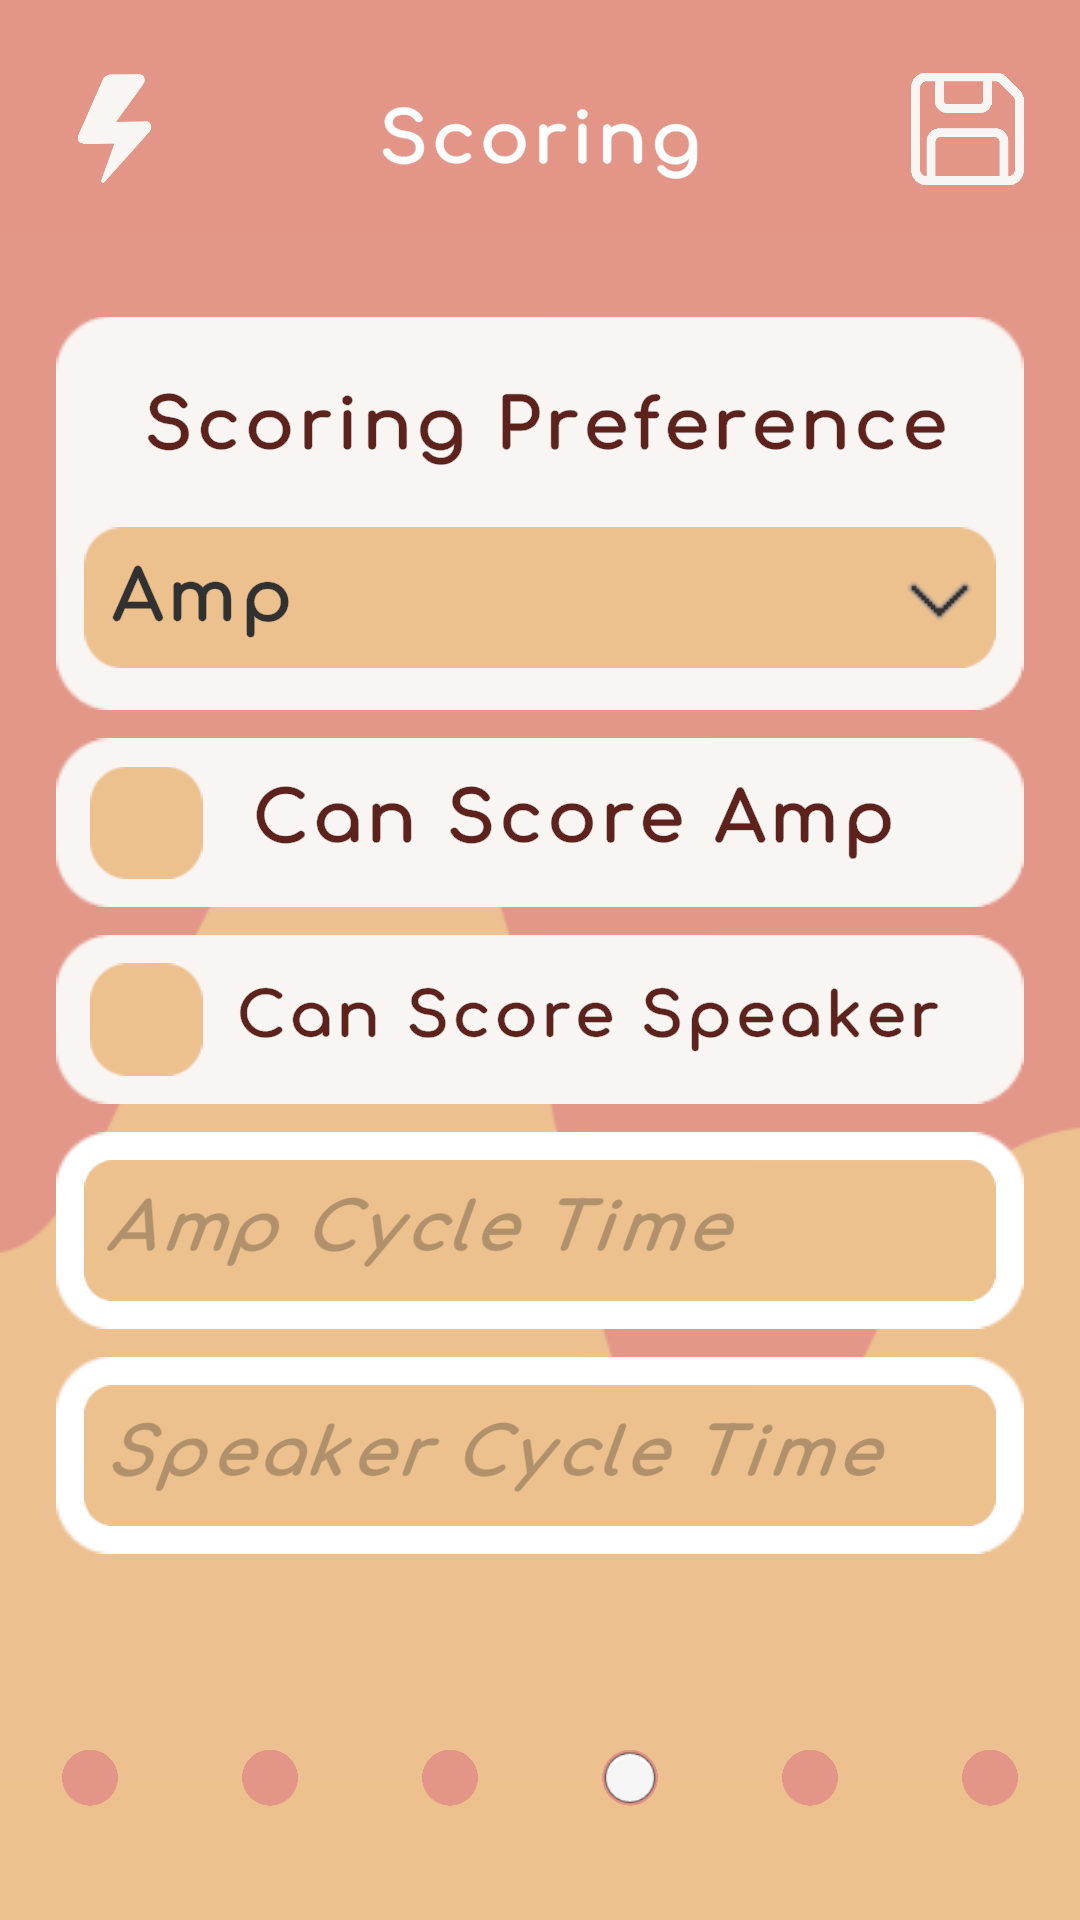 Scoring
Scoring Preference
Amp
Can Score Amp
Can Score Speaker
Amp Cycle Time
Speaker Cycle Time